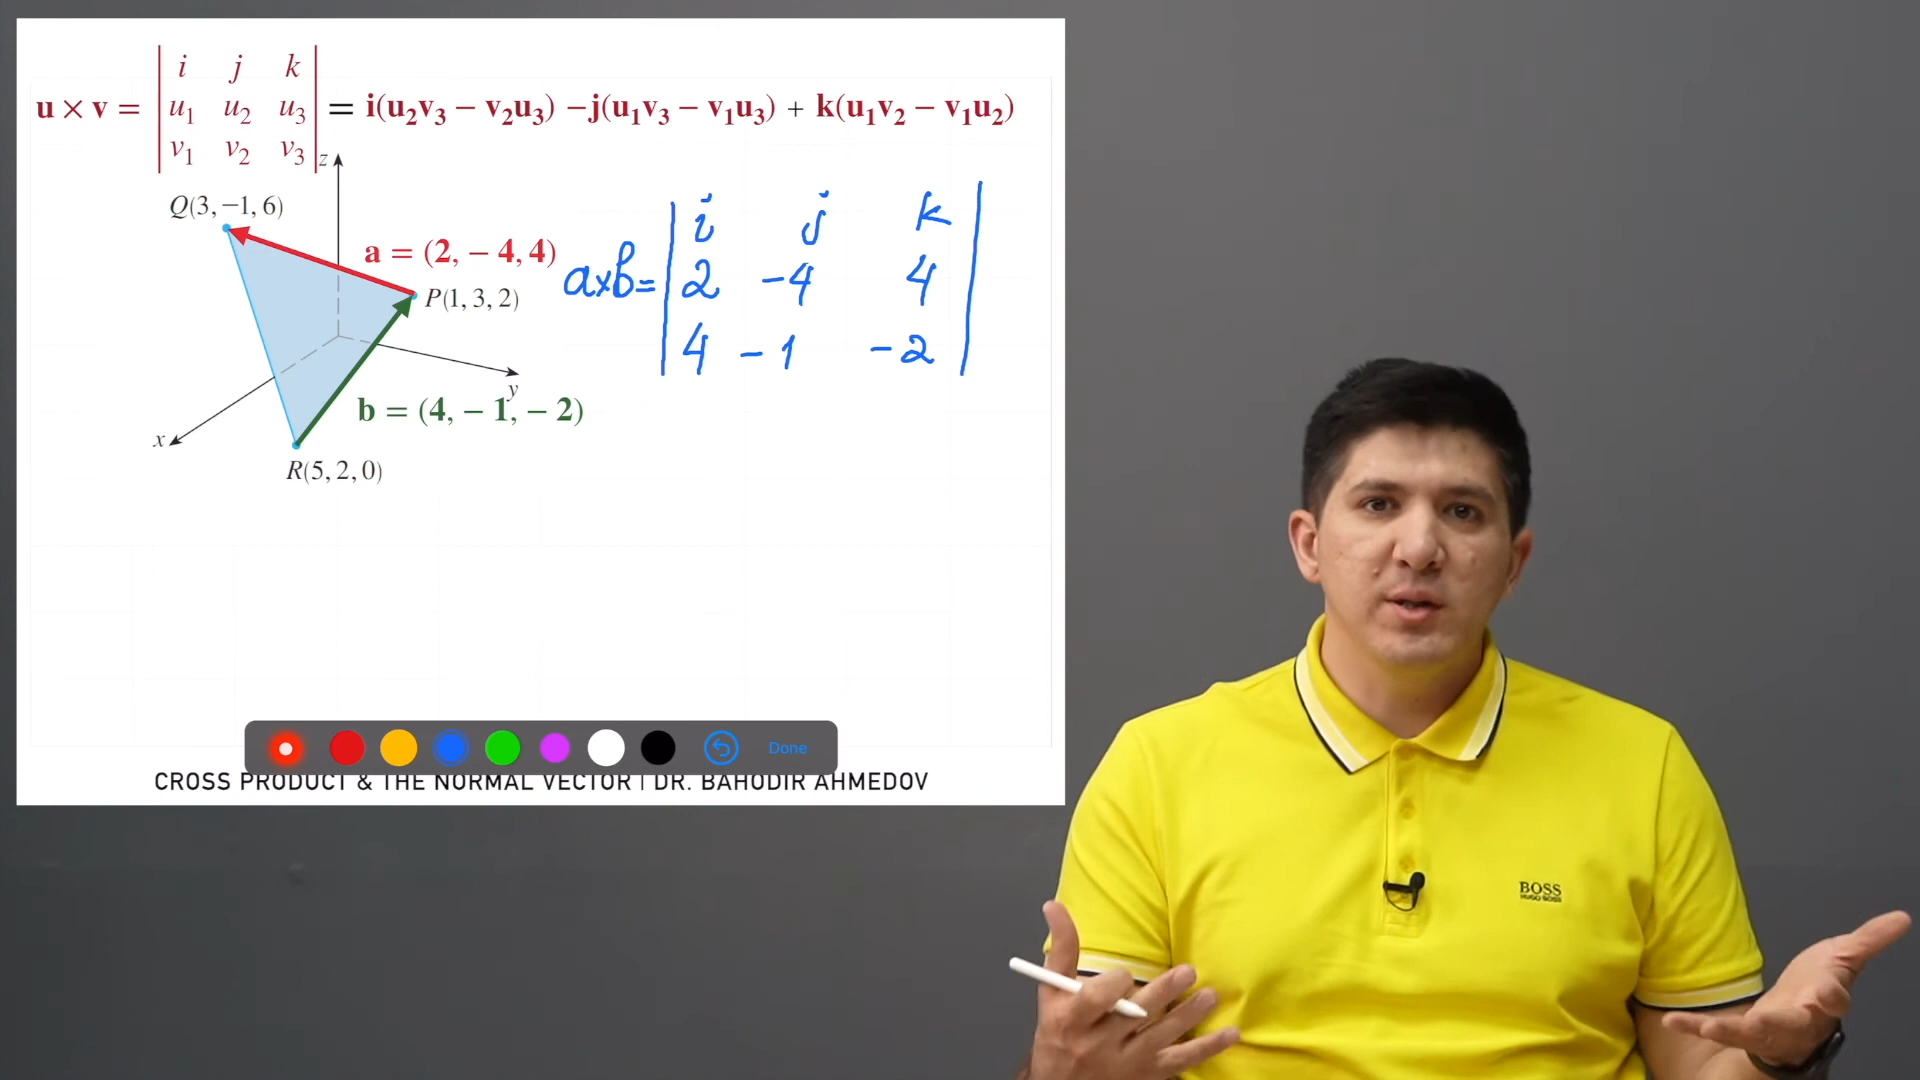 i j k
u × v = u₁ u₂ u₃ = i(u₂v₃ − v₂u₃) −j(u₁v₃ − v₁u₃) + k(u₁v₂ − v₁u₂)
v₁ v₂ v₃
z
Q(3, −1, 6)
a = (2, − 4, 4)
P(1, 3, 2)
y
b = (4, − 1, − 2)
x
R(5, 2, 0)
i j k
a×b= 2 -4 4
4 -1 -2
Done
CROSS PRODUCT & THE NORMAL VECTOR | DR. BAHODIR AHMEDOV
BOSS
HUGO BOSS